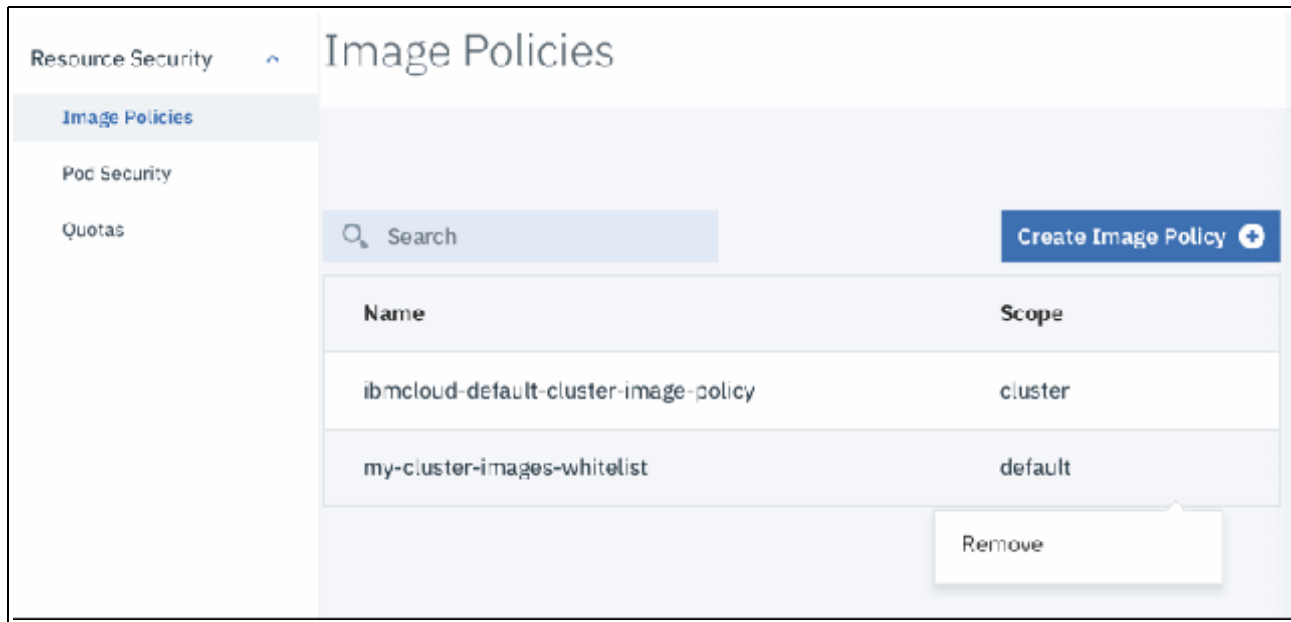 Resource Security
Image Policies
Pod Security
Quotas
Image Policies
Search
Create Image Policy
Name Scope
ibmcloud-default-cluster-image-policy cluster
my-cluster-images-whitelist default
Remove